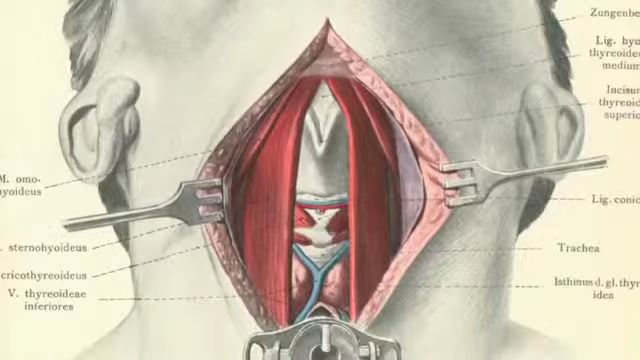 M. omo-
yoideus
. sternohyoideus
cricothyreoideus
V. thyreoideae
inferiores
Zungenbe
Lig. hyo
thyreoide
medium
Incisur
thyreoid
superio
Lig. conic
Trachea
Isthmus d. gl. thyr
idea